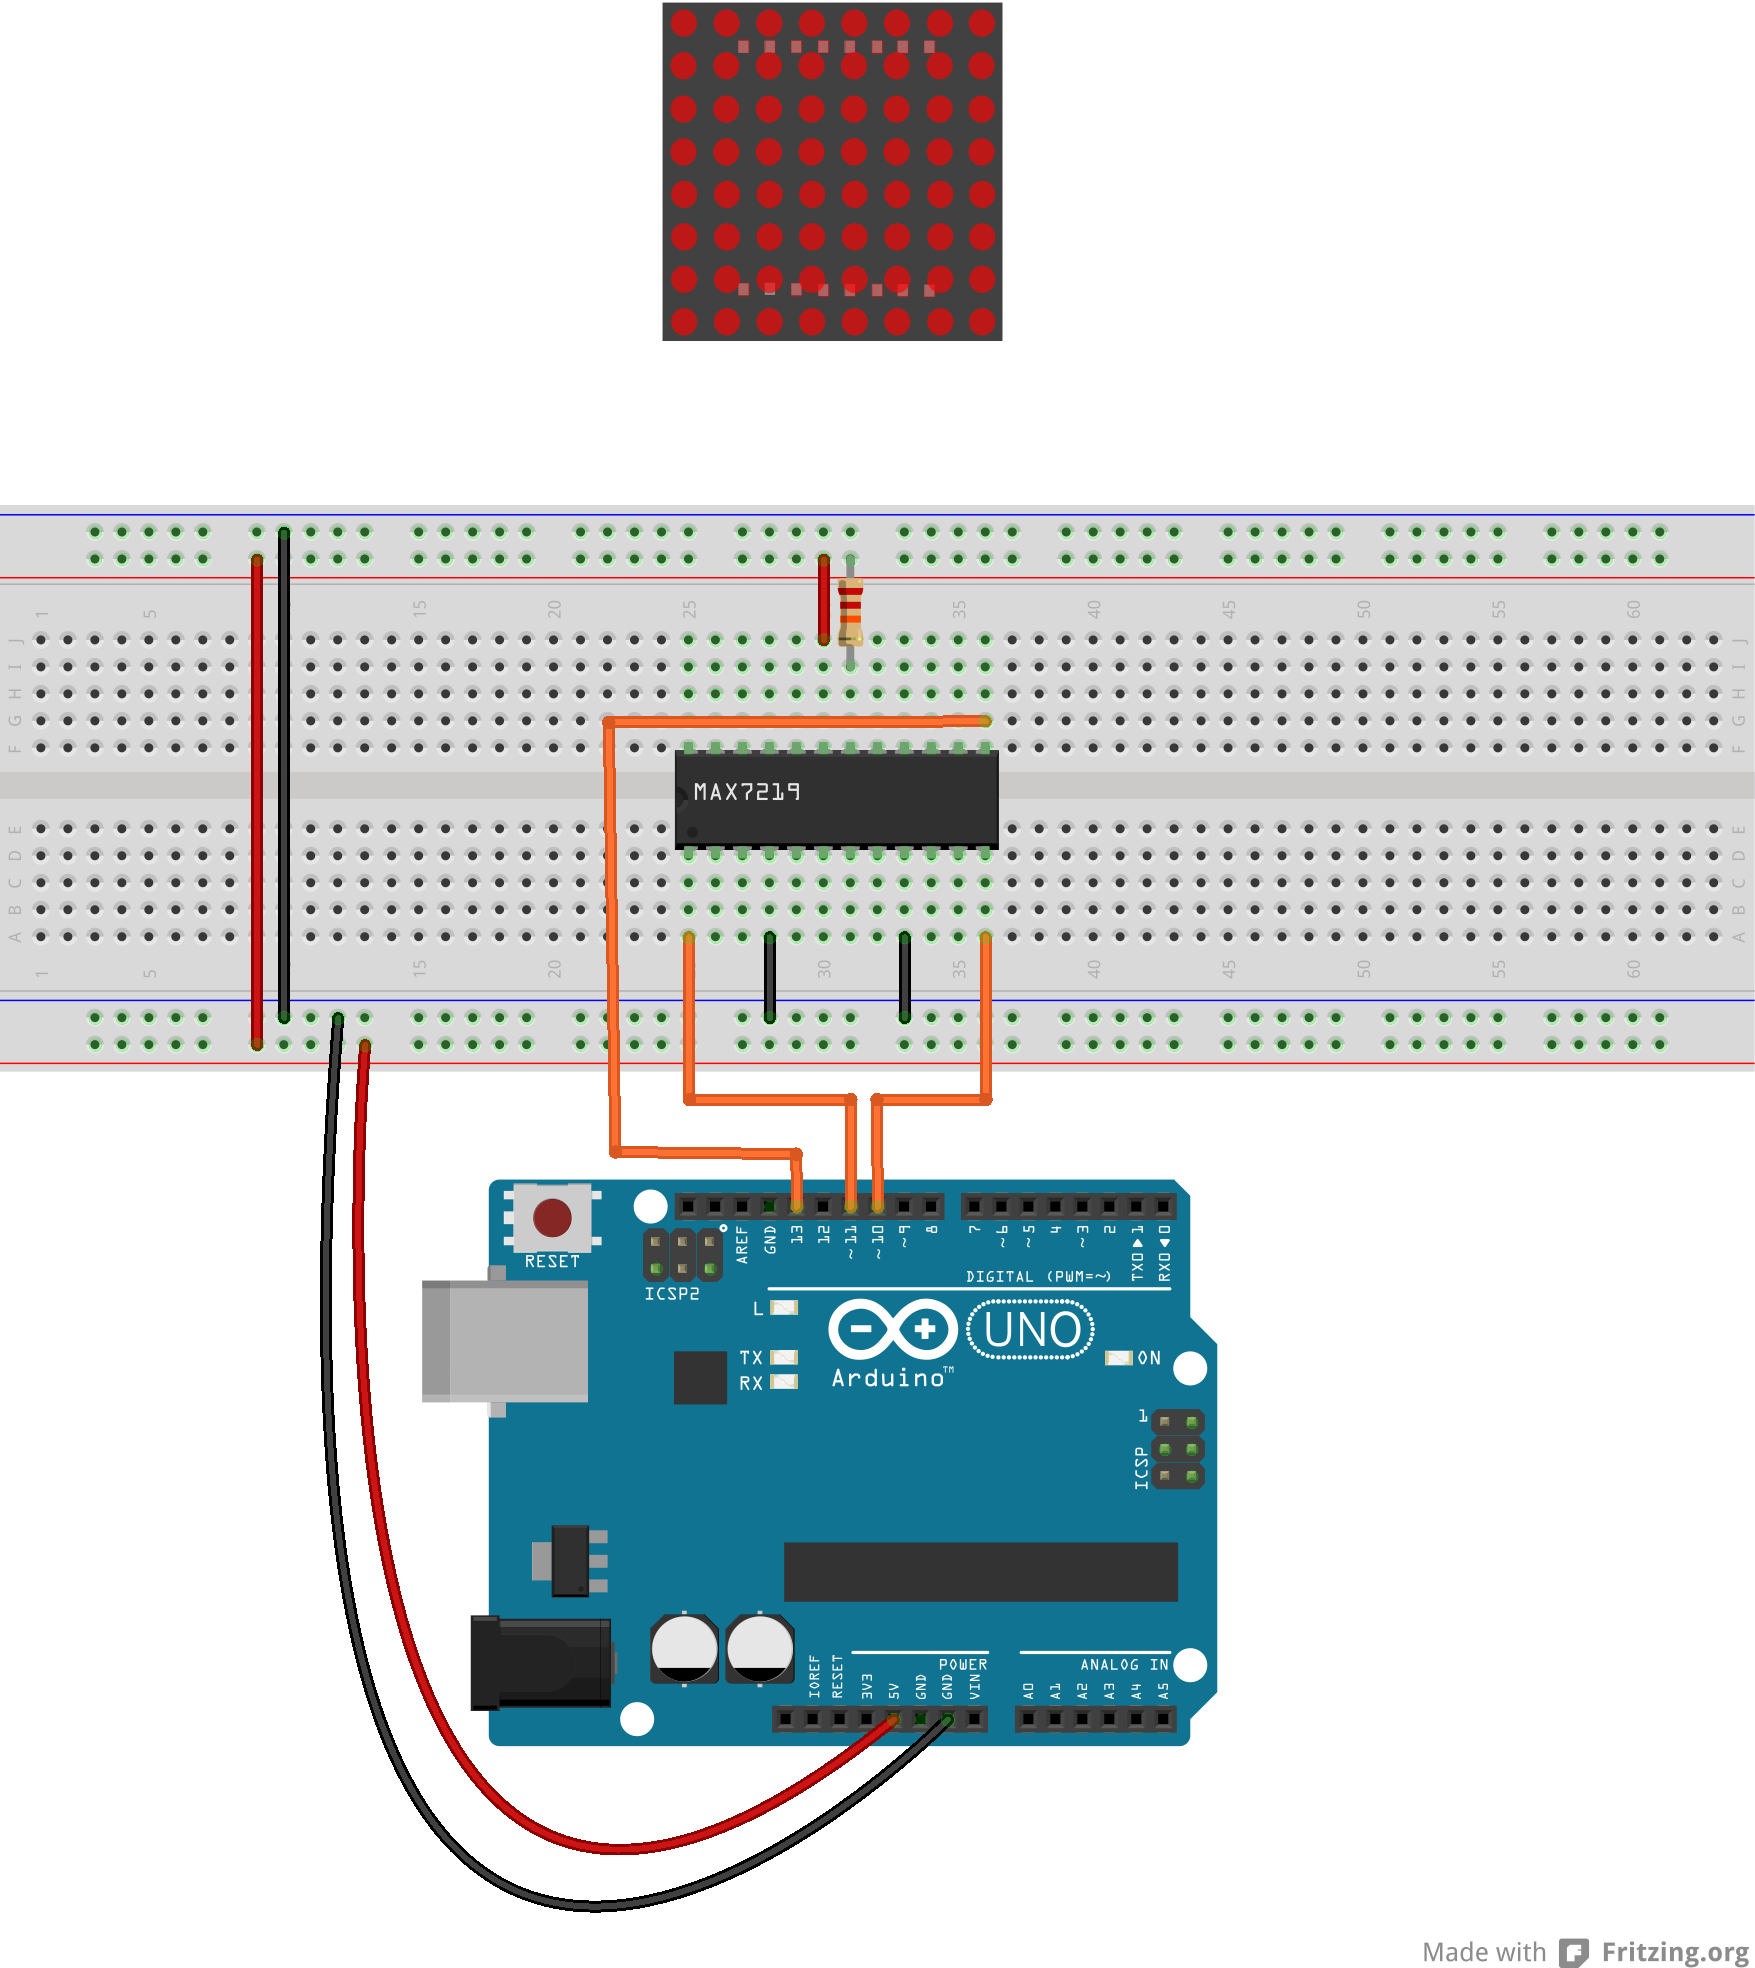 1 5 15 20 25 35 40 45 50 55 60
J J
I I
H H
G G
F F
MAX7219
E E
D D
C C
B B
A A
1 5 15 20 30 35 40 45 50 55 60
AREF GND 13 12 ~11 ~10 ~9 8 7 ~6 ~5 4 ~3 2 TX0▶1 RX0◀0
RESET
ICSP2
DIGITAL (PWM=~)
L
UNO
TX
RX
Arduino™
ON
1
ICSP
POWER
ANALOG IN
IOREF RESET 3V3 5V GND GND VIN A0 A1 A2 A3 A4 A5
Made with Fritzing.org